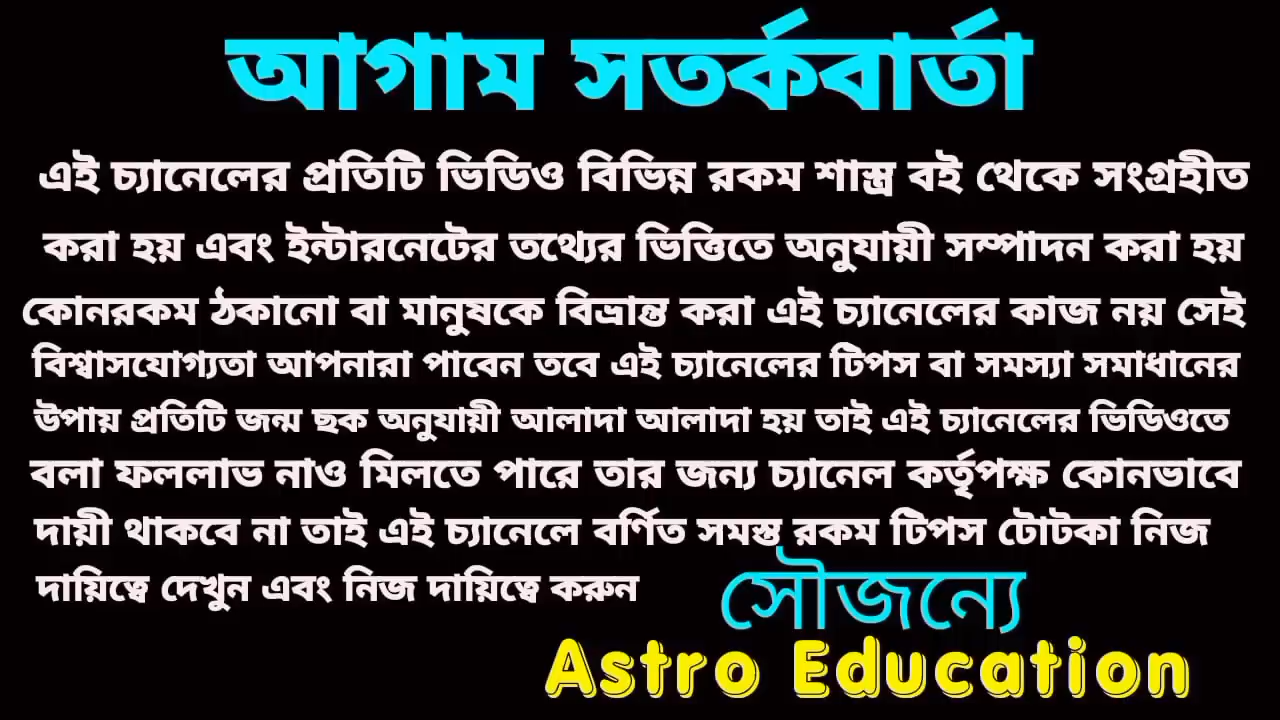 আগাম সতর্কবার্তা
এই চ্যানেলের প্রতিটি ভিডিও বিভিন্ন রকম শাস্ত্র বই থেকে সংগ্রহীত
করা হয় এবং ইন্টারনেটের তথ্যের ভিত্তিতে অনুযায়ী সম্পাদন করা হয়
কোনরকম ঠকানো বা মানুষকে বিভ্রান্ত করা এই চ্যানেলের কাজ নয় সেই
বিশ্বাসযোগ্যতা আপনারা পাবেন তবে এই চ্যানেলের টিপস বা সমস্যা সমাধানের
উপায় প্রতিটি জন্ম ছক অনুযায়ী আলাদা আলাদা হয় তাই এই চ্যানেলের ভিডিওতে
বলা ফললাভ নাও মিলতে পারে তার জন্য চ্যানেল কর্তৃপক্ষ কোনভাবে
দায়ী থাকবে না তাই এই চ্যানেলে বর্ণিত সমস্ত রকম টিপস টোটকা নিজ
দায়িত্বে দেখুন এবং নিজ দায়িত্বে করুন
সৌজন্যে
Astro Education